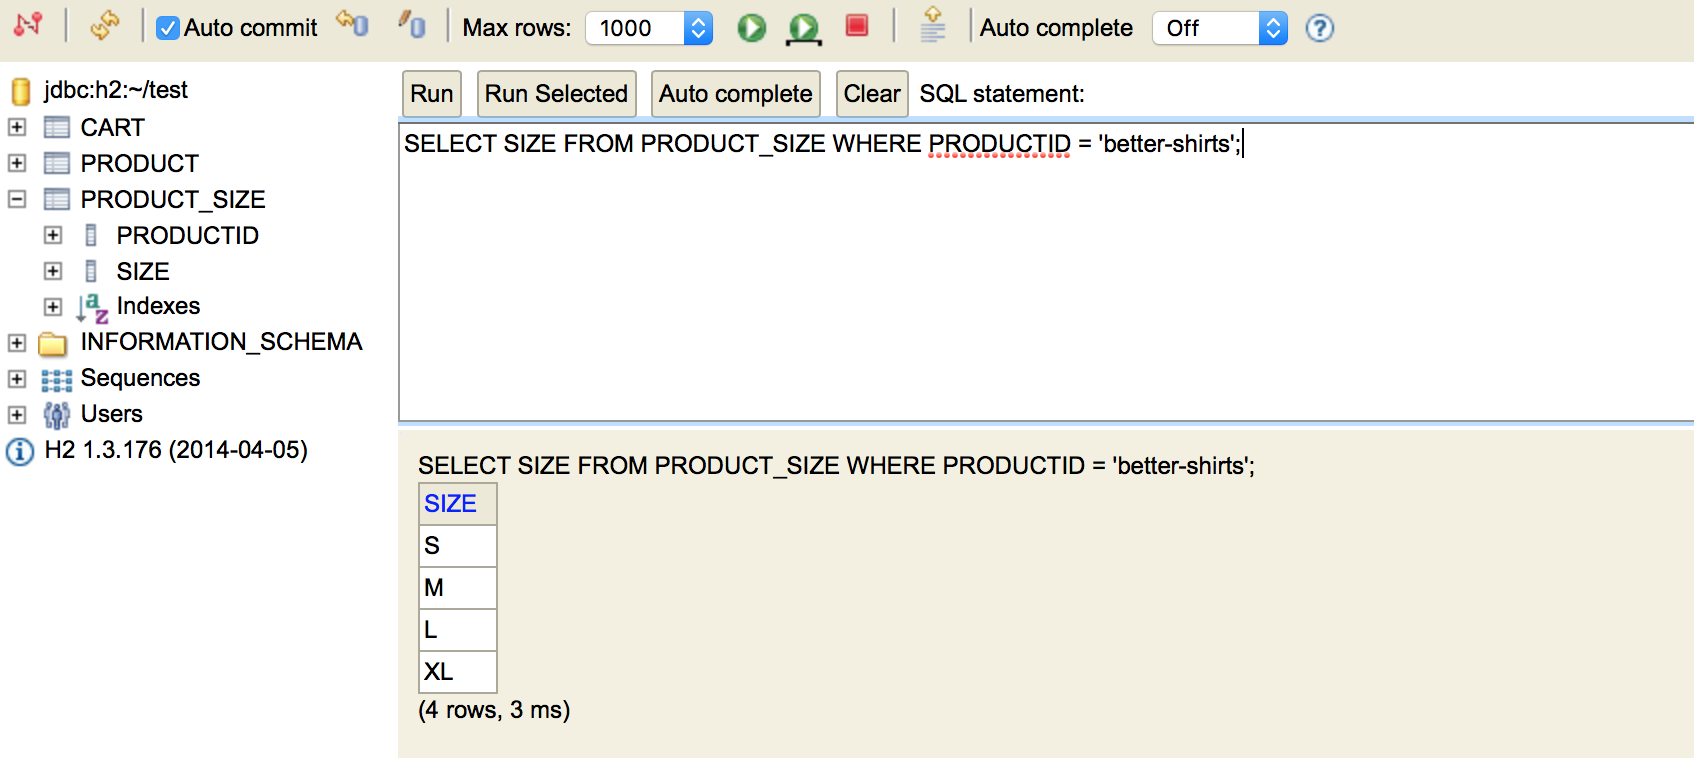 Auto commit Max rows: 1000 Auto complete Off ?
jdbc:h2:~/test
CART
PRODUCT
PRODUCT_SIZE
PRODUCTID
SIZE
Indexes
INFORMATION_SCHEMA
Sequences
Users
H2 1.3.176 (2014-04-05)
Run Run Selected Auto complete Clear SQL statement:
SELECT SIZE FROM PRODUCT_SIZE WHERE PRODUCTID = 'better-shirts';
SELECT SIZE FROM PRODUCT_SIZE WHERE PRODUCTID = 'better-shirts';
SIZE
S
M
L
XL
(4 rows, 3 ms)